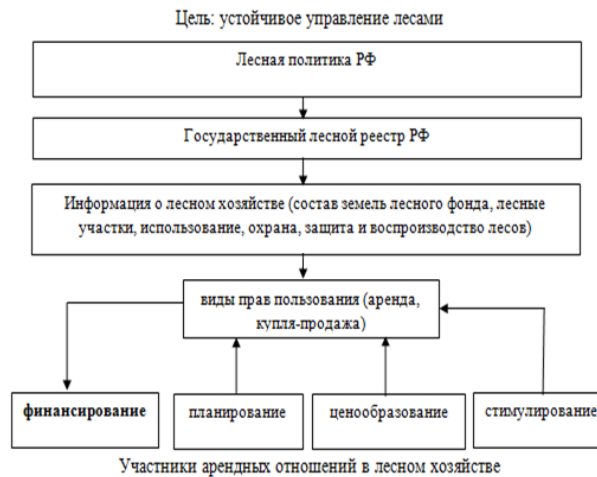 Цель: устойчивое управление лесами
Лесная политика РФ
Государственный лесной реестр РФ
Информация о лесном хозяйстве (состав земель лесного фонда, лесные
участки, использование, охрана, защита и воспроизводство лесов)
виды прав пользования (аренда,
купля-продажа)
финансирование
планирование
ценообразование
стимулирование
Участники арендных отношений в лесном хозяйстве